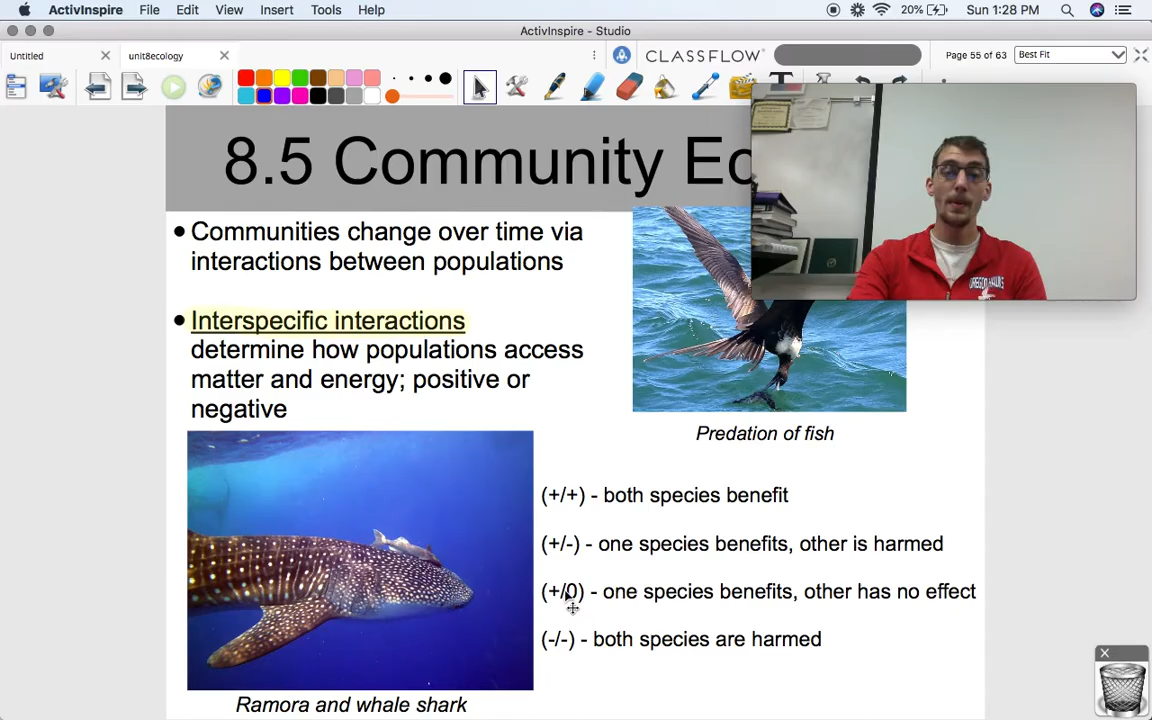 ActivInspire File Edit View Insert Tools Help 20% Sun 1:28 PM
ActivInspire - Studio
Untitled unit8ecology CLASSFLOW Page 55 of 63 Best Fit
8.5 Community Ec
• Communities change over time via
interactions between populations
• Interspecific interactions
determine how populations access
matter and energy; positive or
negative
OREGON HAWKS
Predation of fish
(+/+) - both species benefit
(+/-) - one species benefits, other is harmed
(+/0) - one species benefits, other has no effect
(-/-) - both species are harmed
Ramora and whale shark